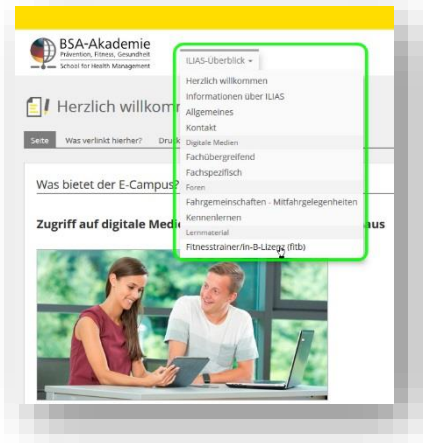 BSA-Akademie
Prävention, Fitness, Gesundheit
School for Health Management
ILIAS-Überblick
Herzlich willkommen
Informationen über ILIAS
Allgemeines
Kontakt
Digitale Medien
Fachübergreifend
Fachspezifisch
Foren
Fahrgemeinschaften - Mitfahrgelegenheiten
Kennenlernen
Lernmaterial
Fitnesstrainer/in-B-Lizenz (fitb)
Herzlich willkomm
Seite Was verlinkt hierher? Druck
Was bietet der E-Campus?
Zugriff auf digitale Medie aus